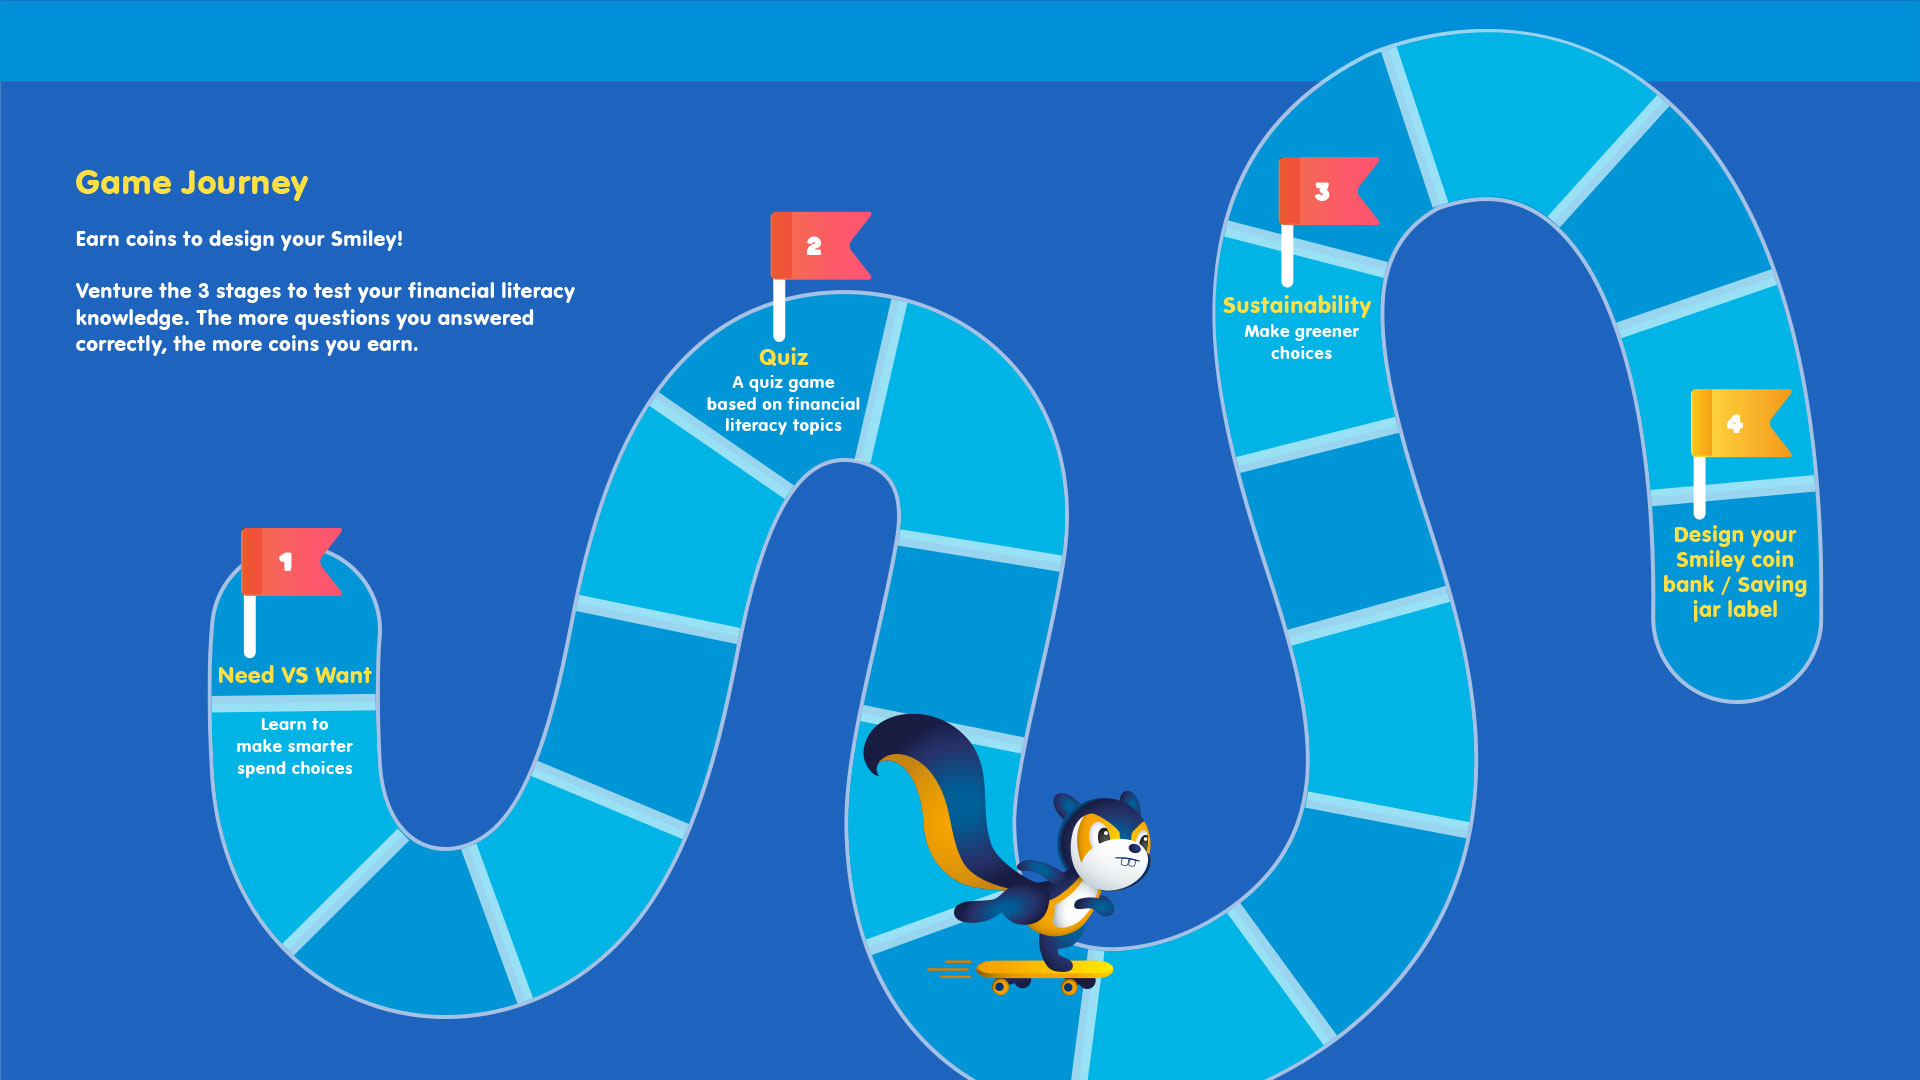 Game Journey
Earn coins to design your Smiley!
Venture the 3 stages to test your financial literacy
knowledge. The more questions you answered
correctly, the more coins you earn.
1
Need VS Want
Learn to
make smarter
spend choices
2
Quiz
A quiz game
based on financial
literacy topics
3
Sustainability
Make greener
choices
4
Design your
Smiley coin
bank / Saving
jar label